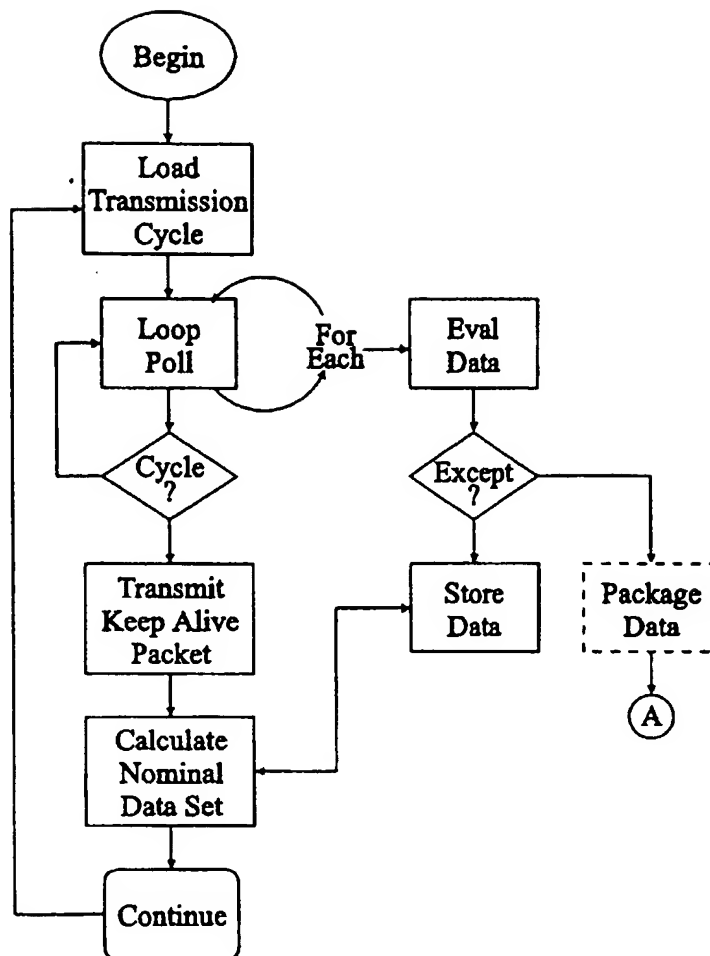 Begin
Load
Transmission
Cycle
Loop
Poll
For
Each
Eval
Data
Cycle
?
Except
?
Transmit
Keep Alive
Packet
Store
Data
Package
Data
A
Calculate
Nominal
Data Set
Continue